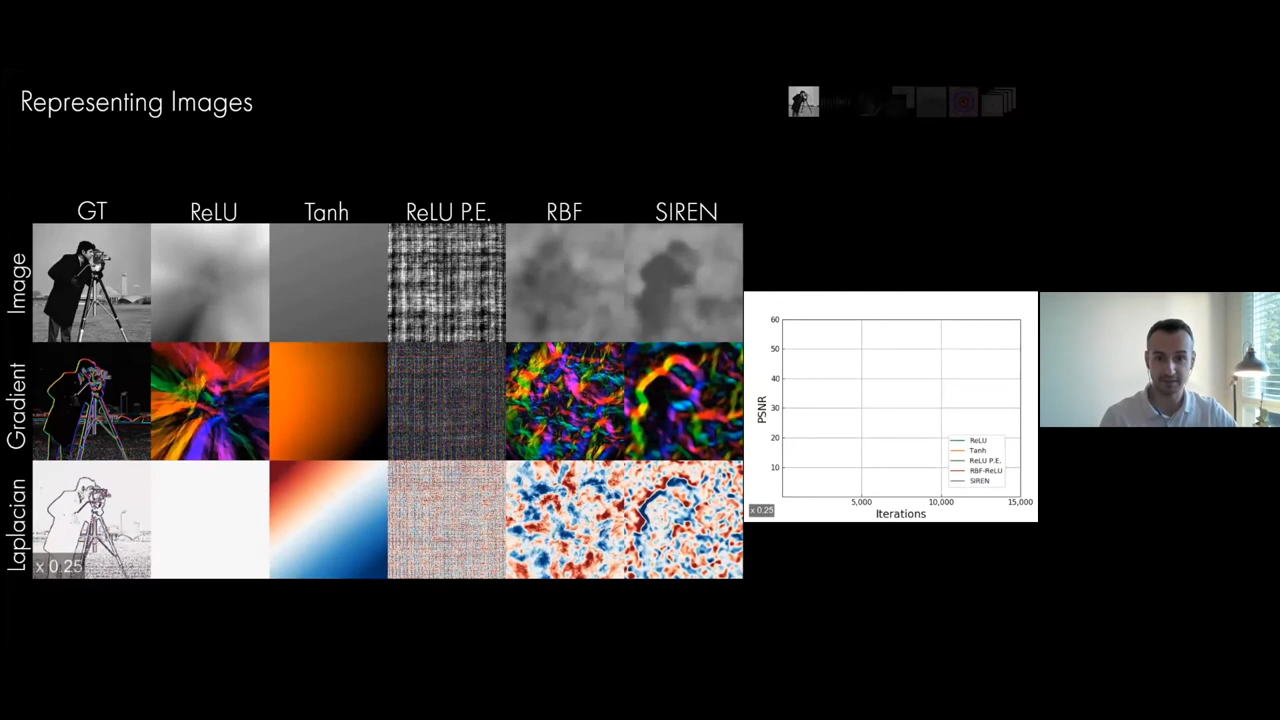 Representing Images
GT
ReLU
Tanh
ReLU P.E.
RBF
SIREN
Image
Gradient
Laplacian
x 0.25
60
50
40
30
20
10
PSNR
ReLU
Tanh
ReLU P.E.
RBF-ReLU
SIREN
x 0.25
5,000
10,000
15,000
Iterations